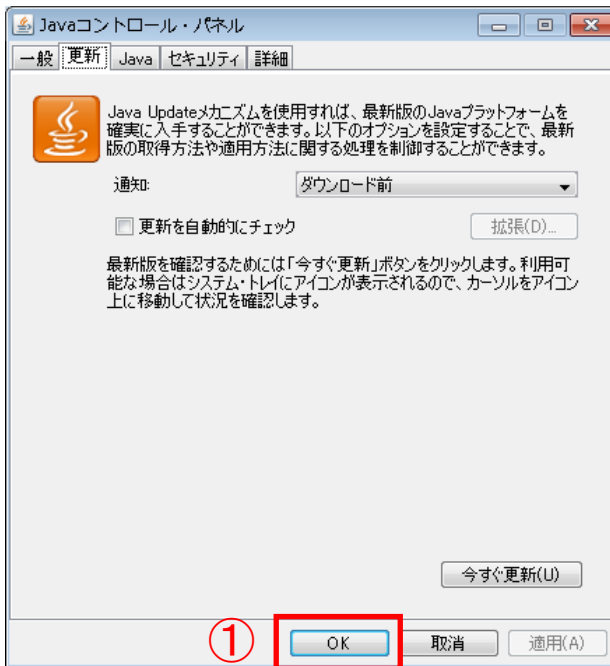 Javaコントロール・パネル
一般 更新 Java セキュリティ 詳細
Java Updateメカニズムを使用すれば、最新版のJavaプラットフォームを
確実に入手することができます。以下のオプションを設定することで、最新
版の取得方法や適用方法に関する処理を制御することができます。
通知: ダウンロード前
更新を自動的にチェック 拡張(D)...
最新版を確認するためには「今すぐ更新」ボタンをクリックします。利用可
能な場合はシステム・トレイにアイコンが表示されるので、カーソルをアイコン
上に移動して状況を確認します。
今すぐ更新(U)
① OK 取消 適用(A)